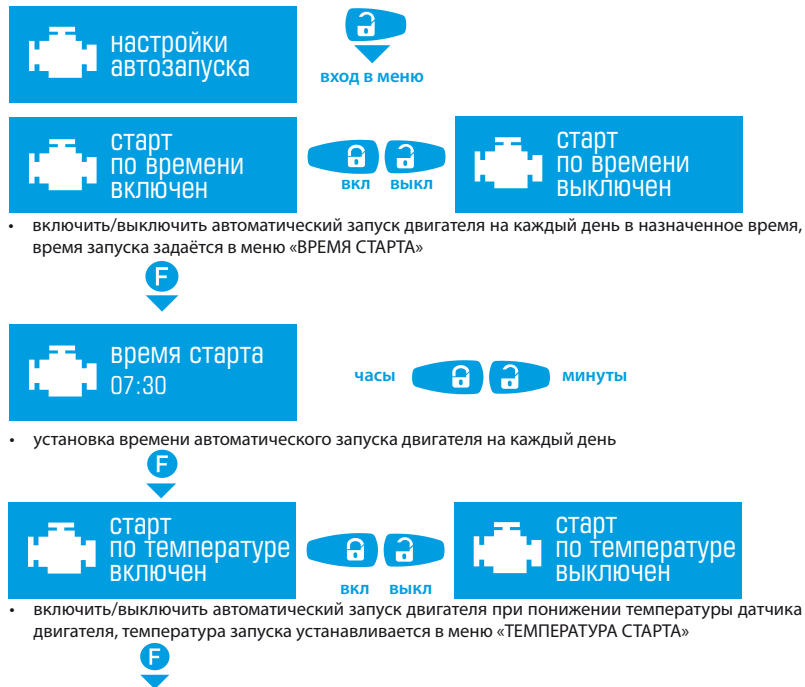 настройки
автозапуска
вход в меню
старт
по времени
включен
вкл выкл
старт
по времени
выключен
• включить/выключить автоматический запуск двигателя на каждый день в назначенное время,
время запуска задаётся в меню «ВРЕМЯ СТАРТА»
F
время старта
07:30
часы
минуты
• установка времени автоматического запуска двигателя на каждый день
F
старт
по температуре
включен
вкл выкл
старт
по температуре
выключен
• включить/выключить автоматический запуск двигателя при понижении температуры датчика
двигателя, температура запуска устанавливается в меню «ТЕМПЕРАТУРА СТАРТА»
F